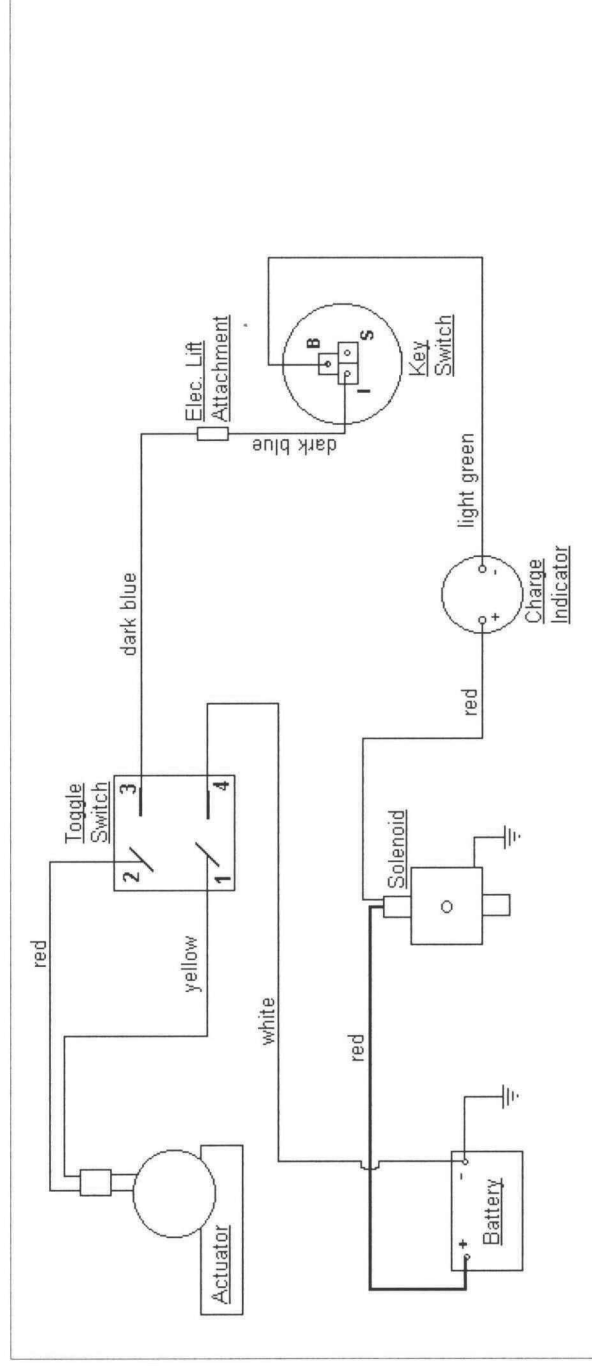 red
Toggle
Switch
2
3
1
4
yellow
dark blue
Elec. Lift
Attachment
dark blue
B
S
I
Key
Switch
Actuator
white
red
Solenoid
red
+
-
Charge
Indicator
light green
+
-
Battery